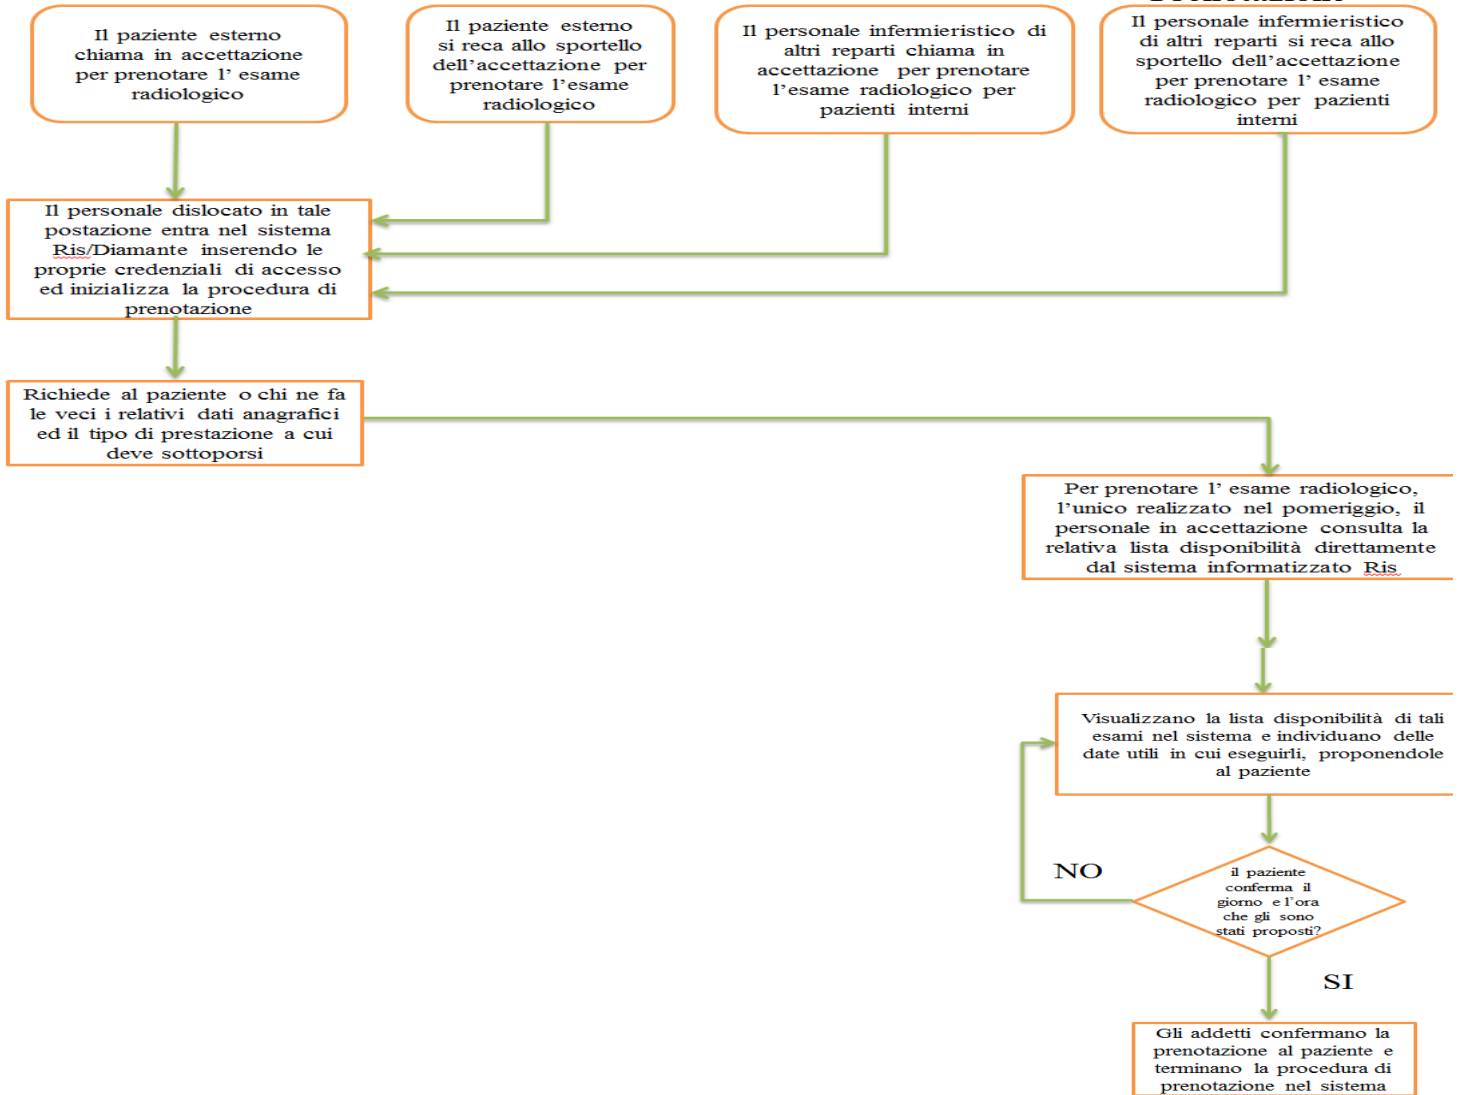 Il paziente esterno
chiama in accettazione
per prenotare l' esame
radiologico
Il paziente esterno
si reca allo sportello
dell'accettazione per
prenotare l'esame
radiologico
Il personale infermieristico di
altri reparti chiama in
accettazione per prenotare
l'esame radiologico per
pazienti interni
Il personale infermieristico
di altri reparti si reca allo
sportello dell'accettazione
per prenotare l' esame
radiologico per pazienti
interni
Il personale dislocato in tale
postazione entra nel sistema
Ris/Diamante inserendo le
proprie credenziali di accesso
ed inizializza la procedura di
prenotazione
Richiede al paziente o chi ne fa
le veci i relativi dati anagrafici
ed il tipo di prestazione a cui
deve sottoporsi
Per prenotare l' esame radiologico,
l'unico realizzato nel pomeriggio, il
personale in accettazione consulta la
relativa lista disponibilità direttamente
dal sistema informatizzato Ris
Visualizzano la lista disponibilità di tali
esami nel sistema e individuano delle
date utili in cui eseguirli, proponendole
al paziente
NO
il paziente
conferma il
giorno e l'ora
che gli sono
stati proposti?
SI
Gli addetti confermano la
prenotazione al paziente e
terminano la procedura di
prenotazione nel sistema